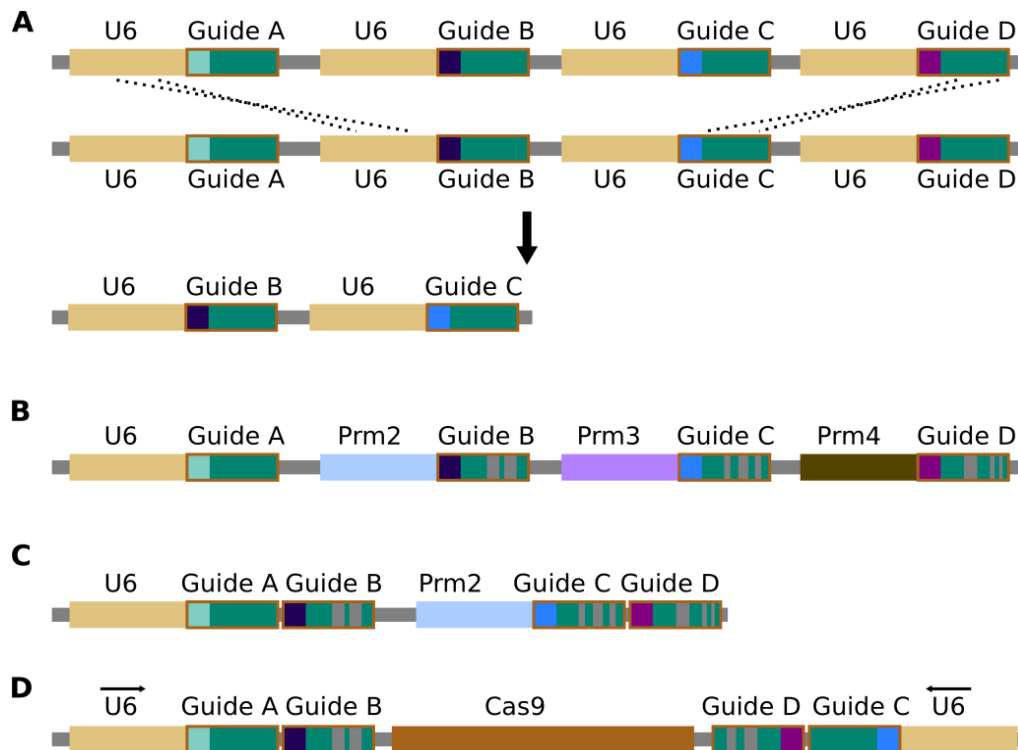 A
U6 Guide A U6 Guide B U6 Guide C U6 Guide D
U6 Guide A U6 Guide B U6 Guide C U6 Guide D
U6 Guide B U6 Guide C
B
U6 Guide A Prm2 Guide B Prm3 Guide C Prm4 Guide D
C
U6 Guide A Guide B Prm2 Guide C Guide D
D
U6 Guide A Guide B Cas9 Guide D Guide C U6